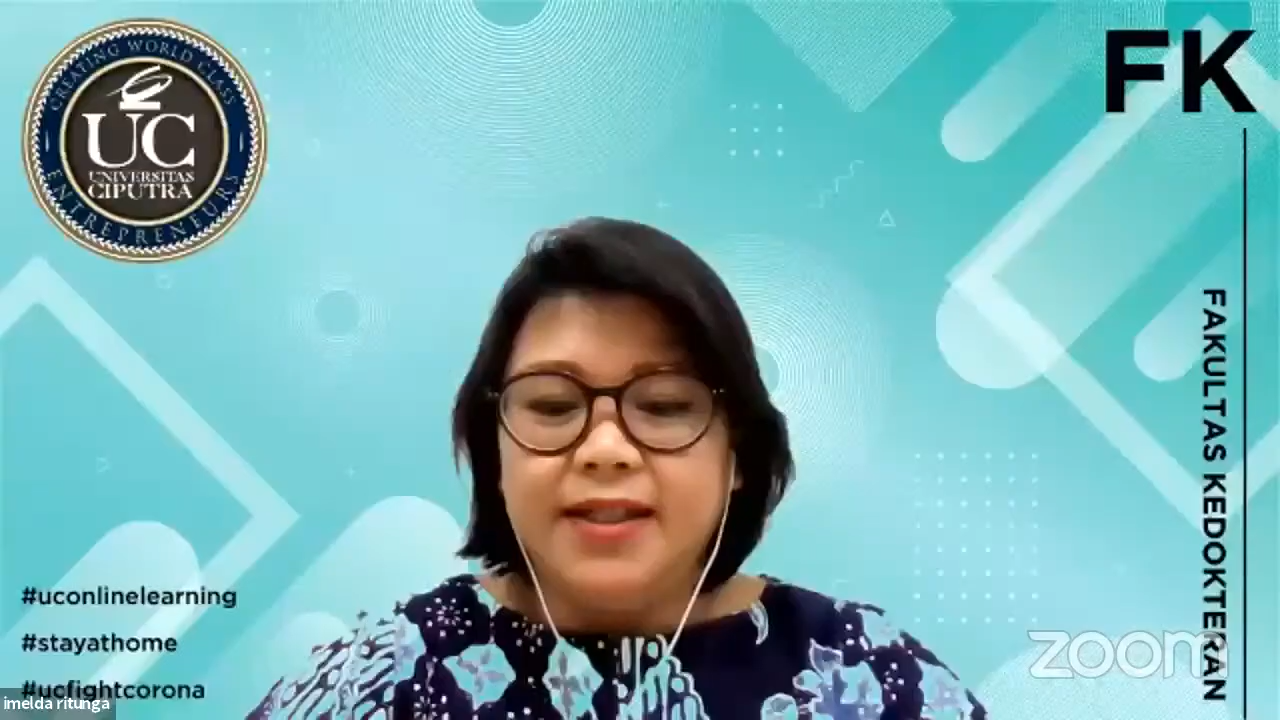 CREATING WORLD CLASS
UC
UNIVERSITAS
CIPUTRA
ENTREPRENEURS
FK
FAKULTAS KEDOKTERAN
#uconlinelearning
#stayathome
#ucfightcorona
imelda ritunga
zoom